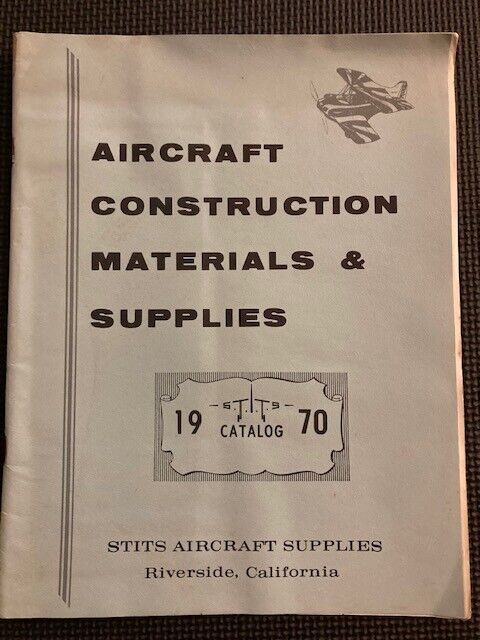 AIRCRAFT
CONSTRUCTION
MATERIALS &
SUPPLIES
19 STITS 70
CATALOG
STITS AIRCRAFT SUPPLIES
Riverside, California